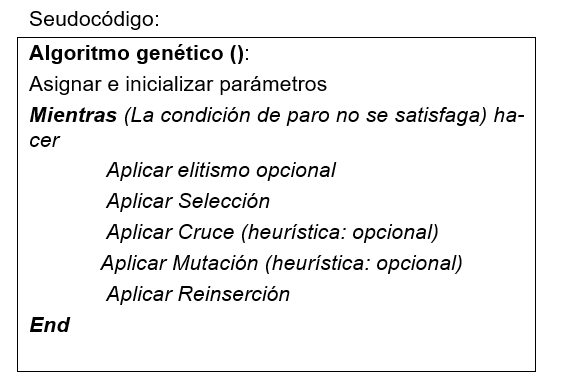 Seudocódigo:
Algoritmo genético ():
Asignar e inicializar parámetros
Mientras (La condición de paro no se satisfaga) ha-
cer
Aplicar elitismo opcional
Aplicar Selección
Aplicar Cruce (heurística: opcional)
Aplicar Mutación (heurística: opcional)
Aplicar Reinserción
End